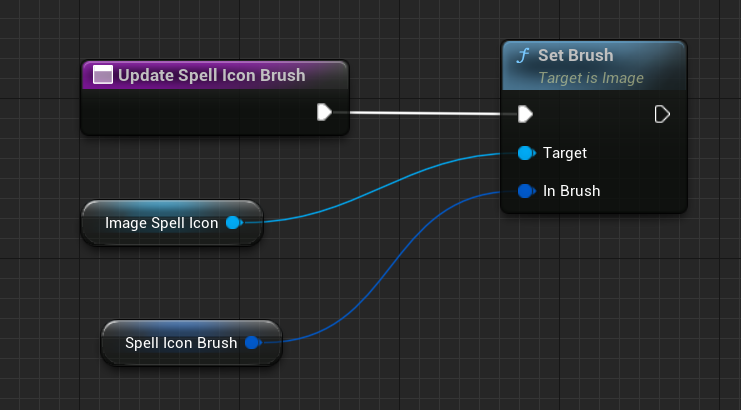 Update Spell Icon Brush
f Set Brush
Target is Image
Target
In Brush
Image Spell Icon
Spell Icon Brush